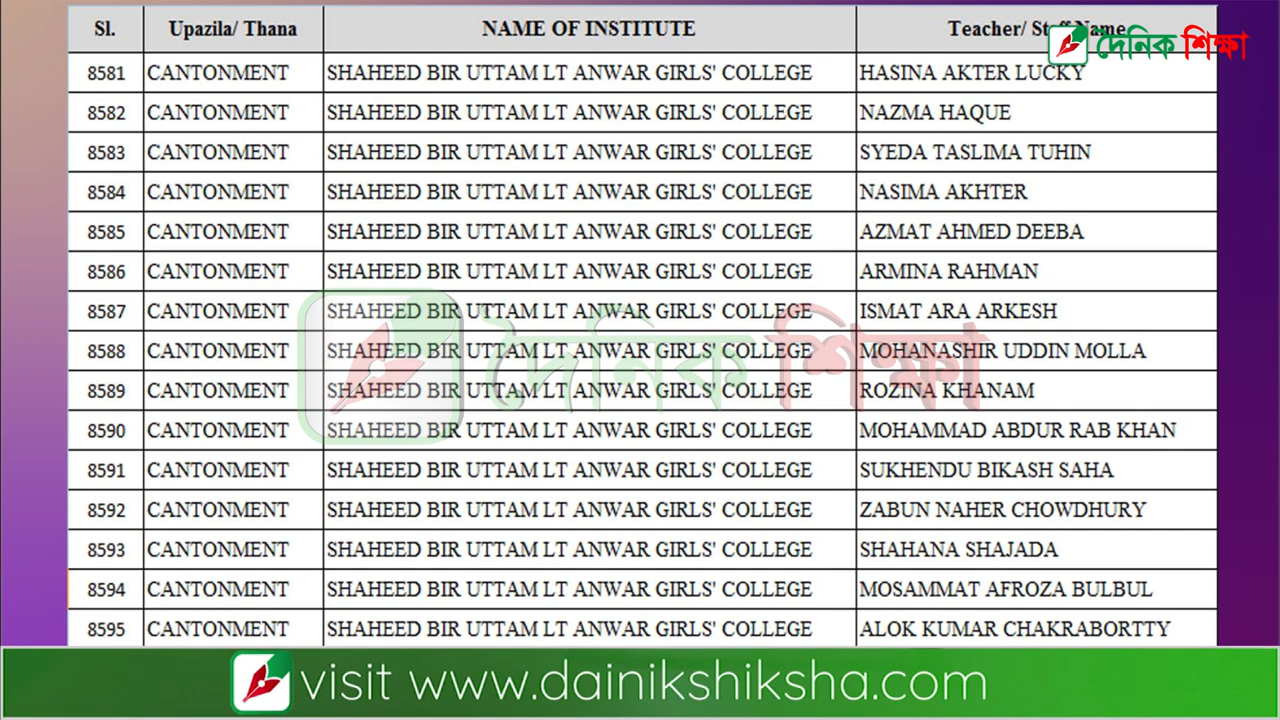 Sl. Upazila/ Thana NAME OF INSTITUTE Teacher/ Staff Name
দৈনিক শিক্ষা
8581 CANTONMENT SHAHEED BIR UTTAM LT ANWAR GIRLS' COLLEGE HASINA AKTER LUCKY
8582 CANTONMENT SHAHEED BIR UTTAM LT ANWAR GIRLS' COLLEGE NAZMA HAQUE
8583 CANTONMENT SHAHEED BIR UTTAM LT ANWAR GIRLS' COLLEGE SYEDA TASLIMA TUHIN
8584 CANTONMENT SHAHEED BIR UTTAM LT ANWAR GIRLS' COLLEGE NASIMA AKHTER
8585 CANTONMENT SHAHEED BIR UTTAM LT ANWAR GIRLS' COLLEGE AZMAT AHMED DEEBA
8586 CANTONMENT SHAHEED BIR UTTAM LT ANWAR GIRLS' COLLEGE ARMINA RAHMAN
8587 CANTONMENT SHAHEED BIR UTTAM LT ANWAR GIRLS' COLLEGE ISMAT ARA ARKESH
8588 CANTONMENT SHAHEED BIR UTTAM LT ANWAR GIRLS' COLLEGE MOHANASHIR UDDIN MOLLA
দৈনিক শিক্ষা
8589 CANTONMENT SHAHEED BIR UTTAM LT ANWAR GIRLS' COLLEGE ROZINA KHANAM
8590 CANTONMENT SHAHEED BIR UTTAM LT ANWAR GIRLS' COLLEGE MOHAMMAD ABDUR RAB KHAN
8591 CANTONMENT SHAHEED BIR UTTAM LT ANWAR GIRLS' COLLEGE SUKHENDU BIKASH SAHA
8592 CANTONMENT SHAHEED BIR UTTAM LT ANWAR GIRLS' COLLEGE ZABUN NAHER CHOWDHURY
8593 CANTONMENT SHAHEED BIR UTTAM LT ANWAR GIRLS' COLLEGE SHAHANA SHAJADA
8594 CANTONMENT SHAHEED BIR UTTAM LT ANWAR GIRLS' COLLEGE MOSAMMAT AFROZA BULBUL
8595 CANTONMENT SHAHEED BIR UTTAM LT ANWAR GIRLS' COLLEGE ALOK KUMAR CHAKRABORTTY
visit www.dainikshiksha.com